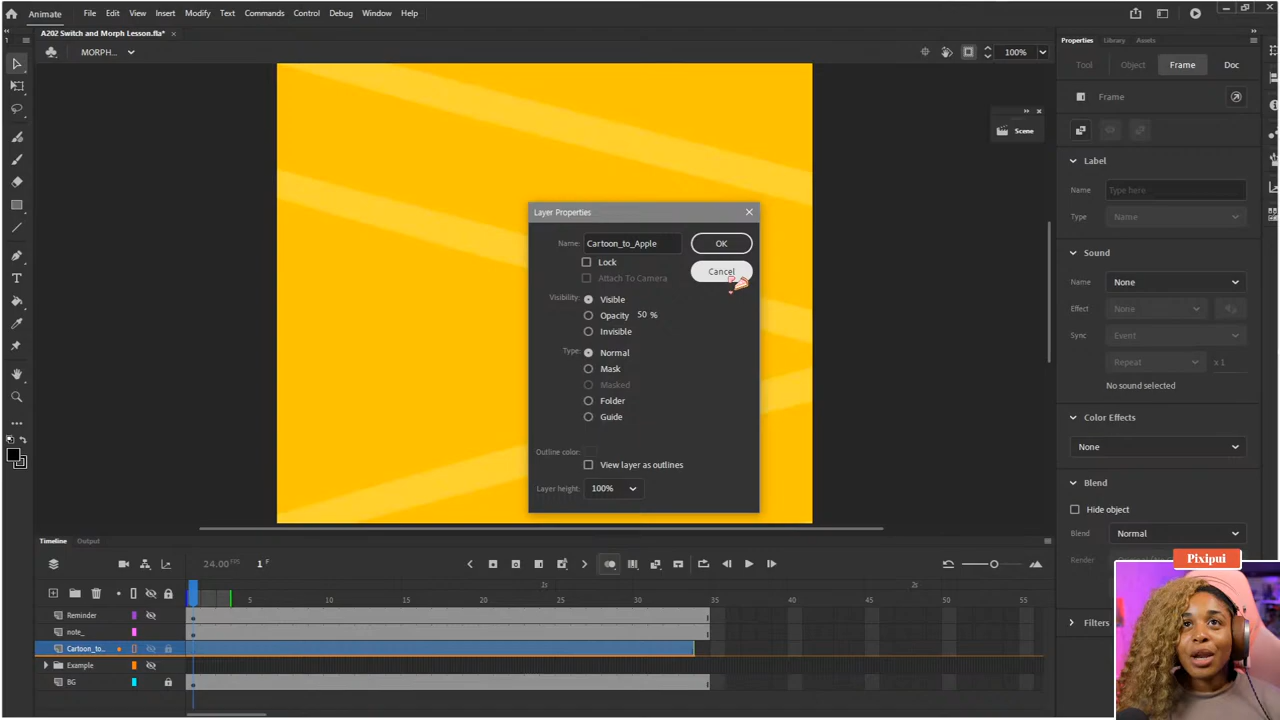 Animate File Edit View Insert Modify Text Commands Control Debug Window Help
A202 Switch and Morph Lesson.fla*
MORPH... 100%
Properties Library Assets
Tool Object Frame Doc
Frame
Scene
Label
Name Type here
Type Name
Sound
Name None
Effect None
Sync Event
Repeat x 1
No sound selected
Color Effects
None
Blend
Hide object
Blend Normal
Render
Filters
Layer Properties
Name: Cartoon_to_Apple OK
Lock Cancel
Attach To Camera
Visibility: Visible
Opacity 50 %
Invisible
Type: Normal
Mask
Masked
Folder
Guide
Outline color:
View layer as outlines
Layer height: 100%
Timeline Output
24.00 FPS 1 F
1s 2s
5 10 15 20 25 30 35 40 45 50 55
Reminder
note_
Cartoon_to...
Example
BG
Pixipui